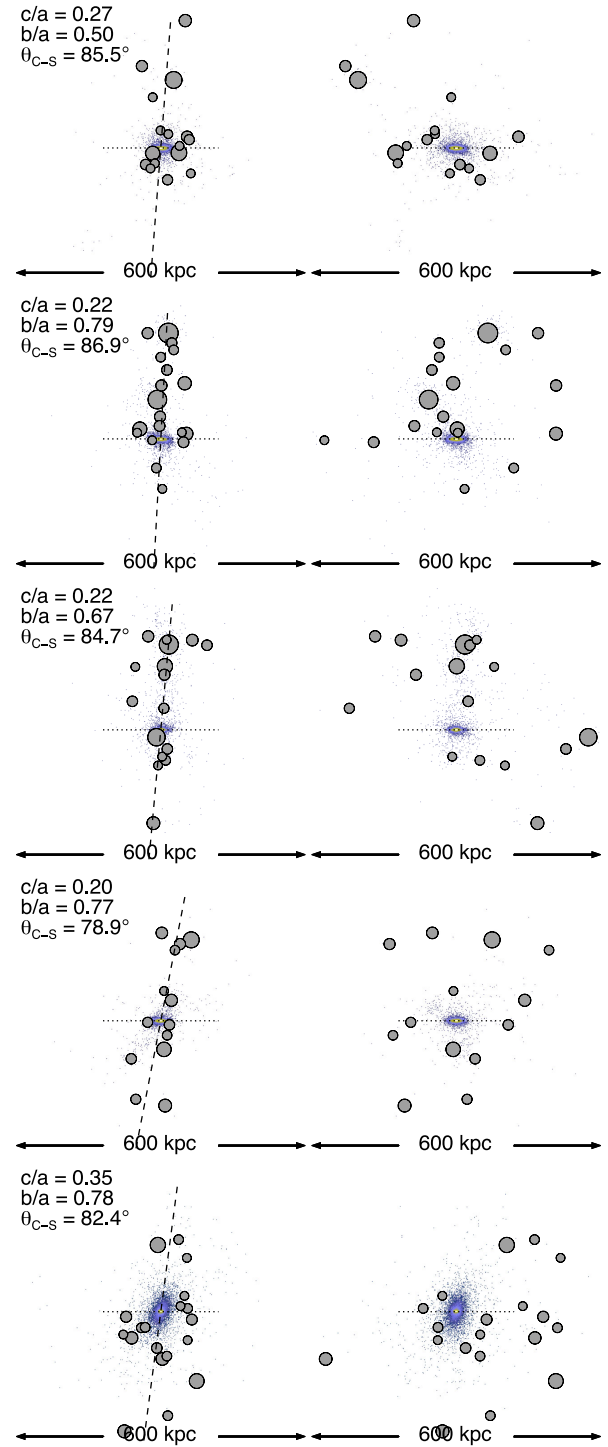 c/a = 0.27
b/a = 0.50
θC−S = 85.5°
600 kpc 600 kpc
c/a = 0.22
b/a = 0.79
θC−S = 86.9°
600 kpc 600 kpc
c/a = 0.22
b/a = 0.67
θC−S = 84.7°
600 kpc 600 kpc
c/a = 0.20
b/a = 0.77
θC−S = 78.9°
600 kpc 600 kpc
c/a = 0.35
b/a = 0.78
θC−S = 82.4°
600 kpc 600 kpc